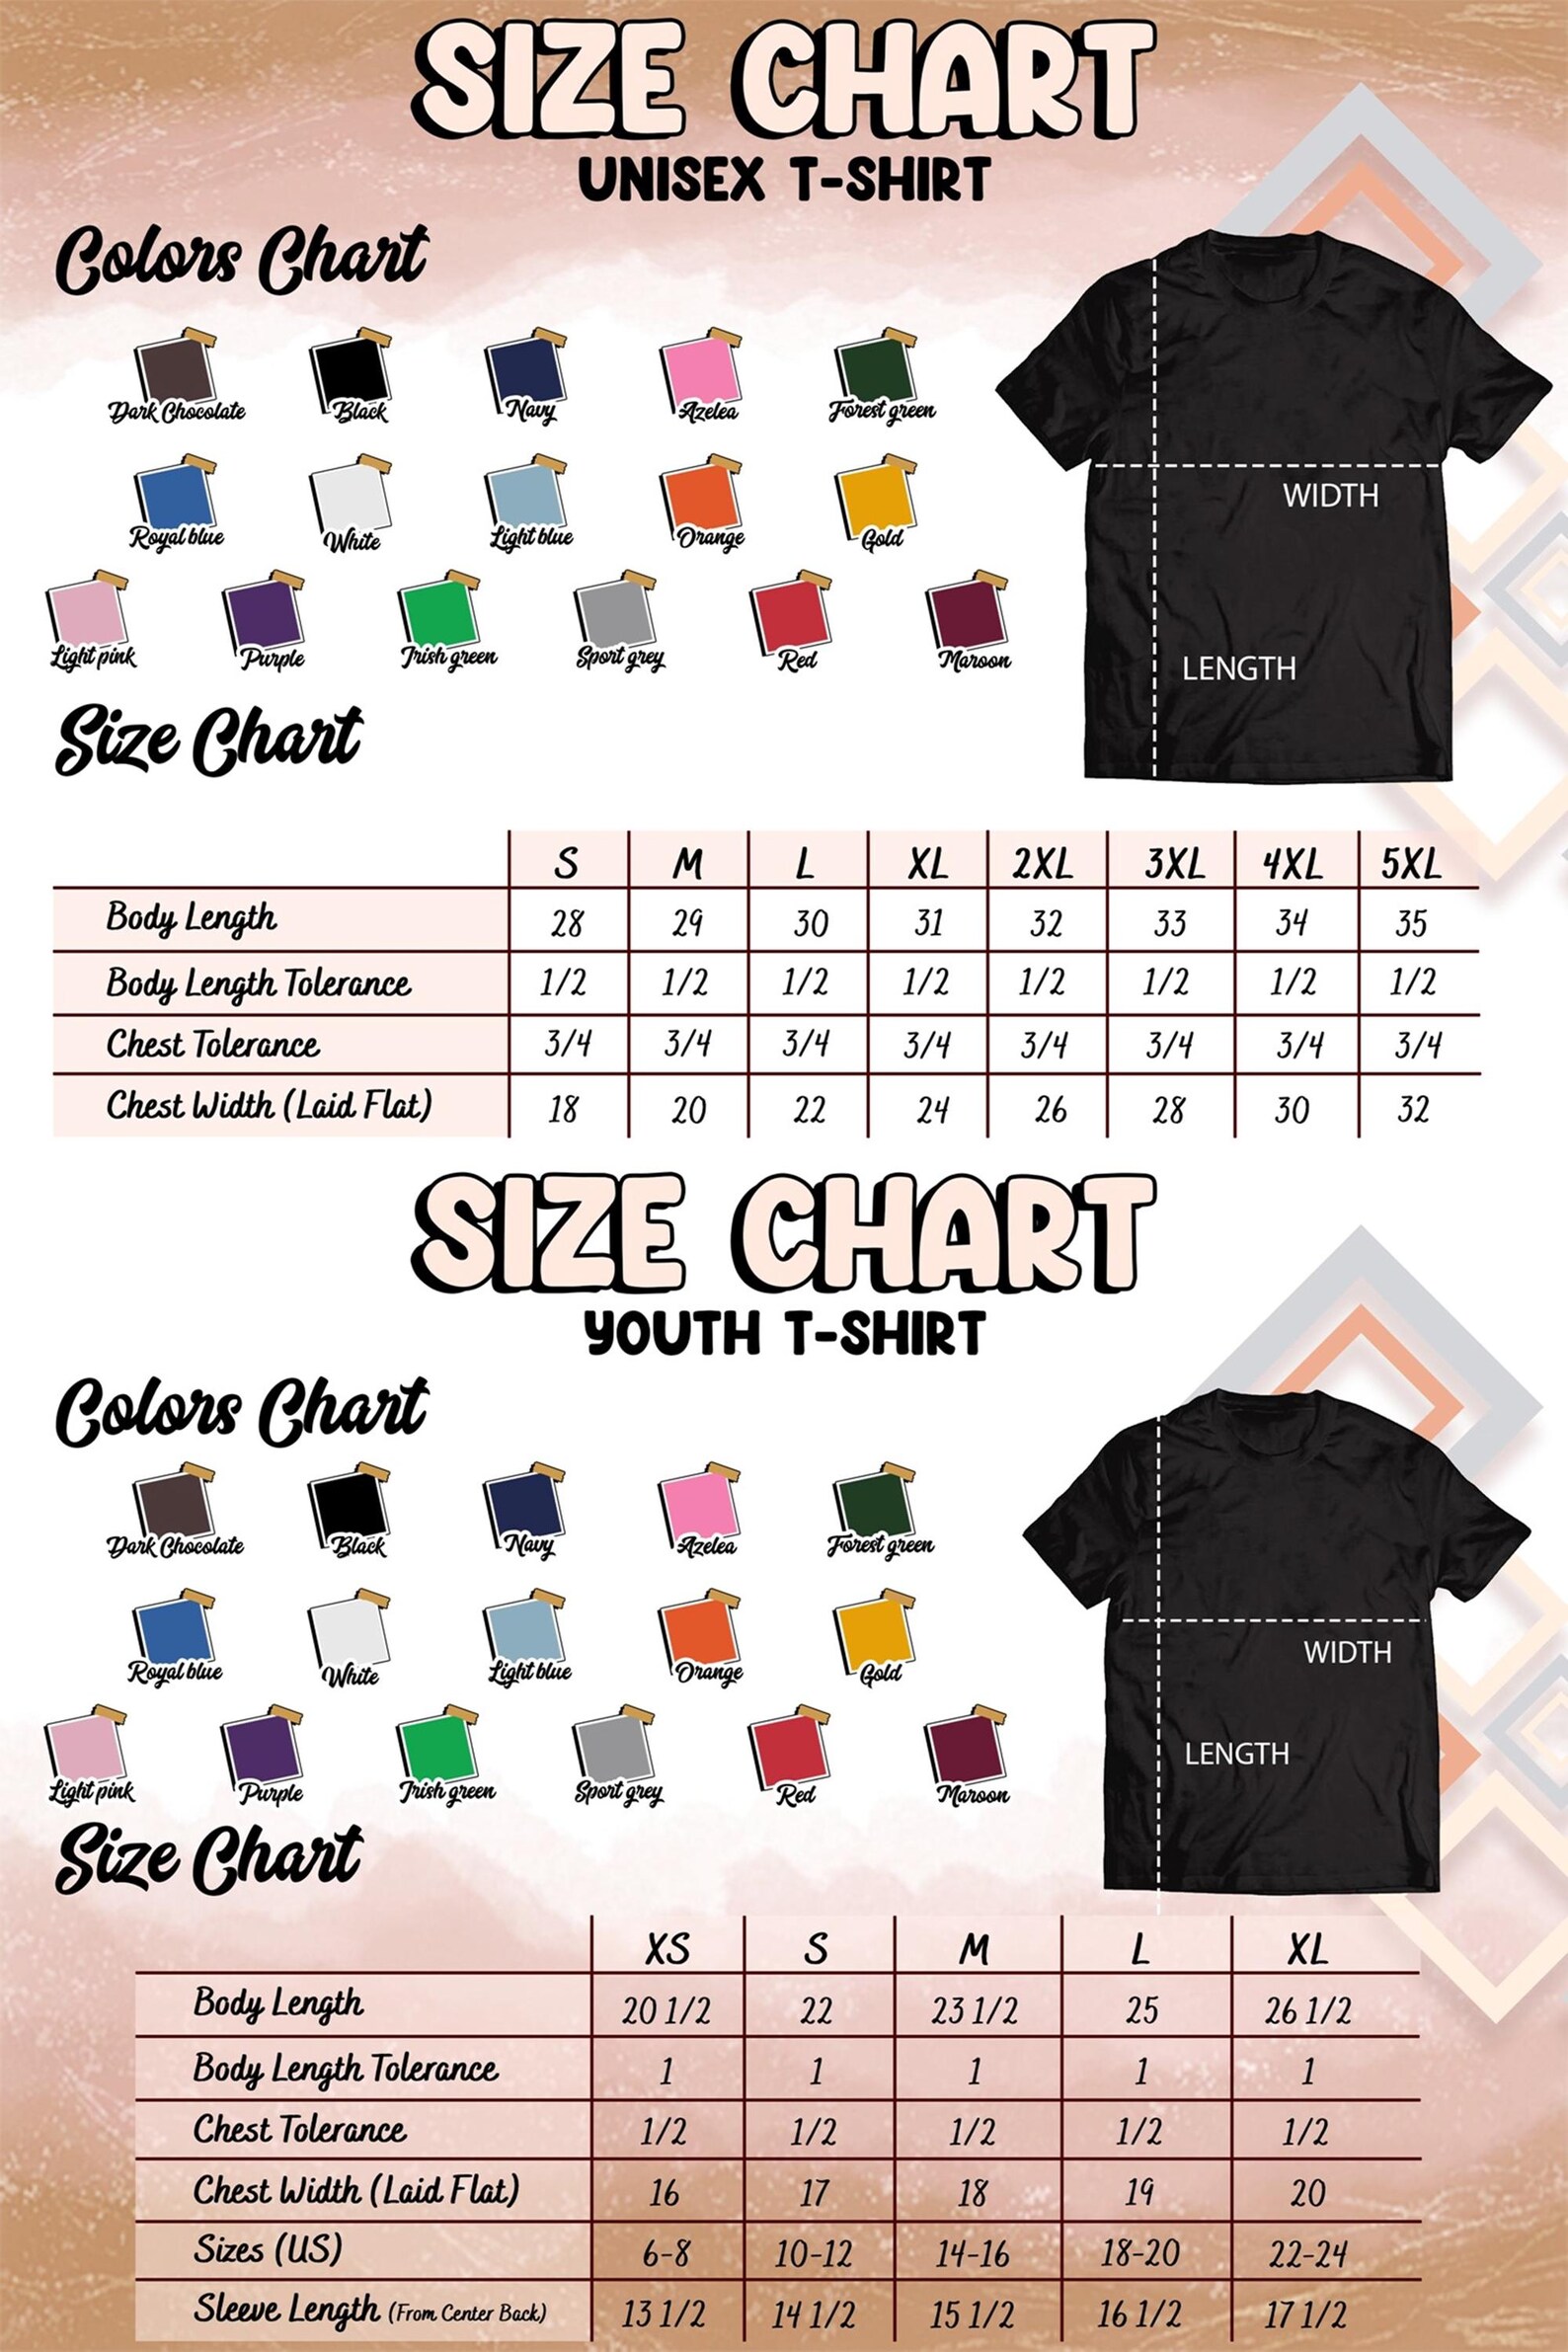 SIZE CHART
UNISEX T-SHIRT
Colors Chart
Dark Chocolate Black Navy Azelea Forest green
Royal blue White Light blue Orange Gold
Light pink Purple Irish green Sport grey Red Maroon
WIDTH
LENGTH
Size Chart
S M L XL 2XL 3XL 4XL 5XL
Body Length 28 29 30 31 32 33 34 35
Body Length Tolerance 1/2 1/2 1/2 1/2 1/2 1/2 1/2 1/2
Chest Tolerance 3/4 3/4 3/4 3/4 3/4 3/4 3/4 3/4
Chest Width (Laid Flat) 18 20 22 24 26 28 30 32
SIZE CHART
YOUTH T-SHIRT
Colors Chart
Dark Chocolate Black Navy Azelea Forest green
Royal blue White Light blue Orange Gold
Light pink Purple Irish green Sport grey Red Maroon
WIDTH
LENGTH
Size Chart
XS S M L XL
Body Length 20 1/2 22 23 1/2 25 26 1/2
Body Length Tolerance 1 1 1 1 1
Chest Tolerance 1/2 1/2 1/2 1/2 1/2
Chest Width (Laid Flat) 16 17 18 19 20
Sizes (US) 6-8 10-12 14-16 18-20 22-24
Sleeve Length (From Center Back) 13 1/2 14 1/2 15 1/2 16 1/2 17 1/2